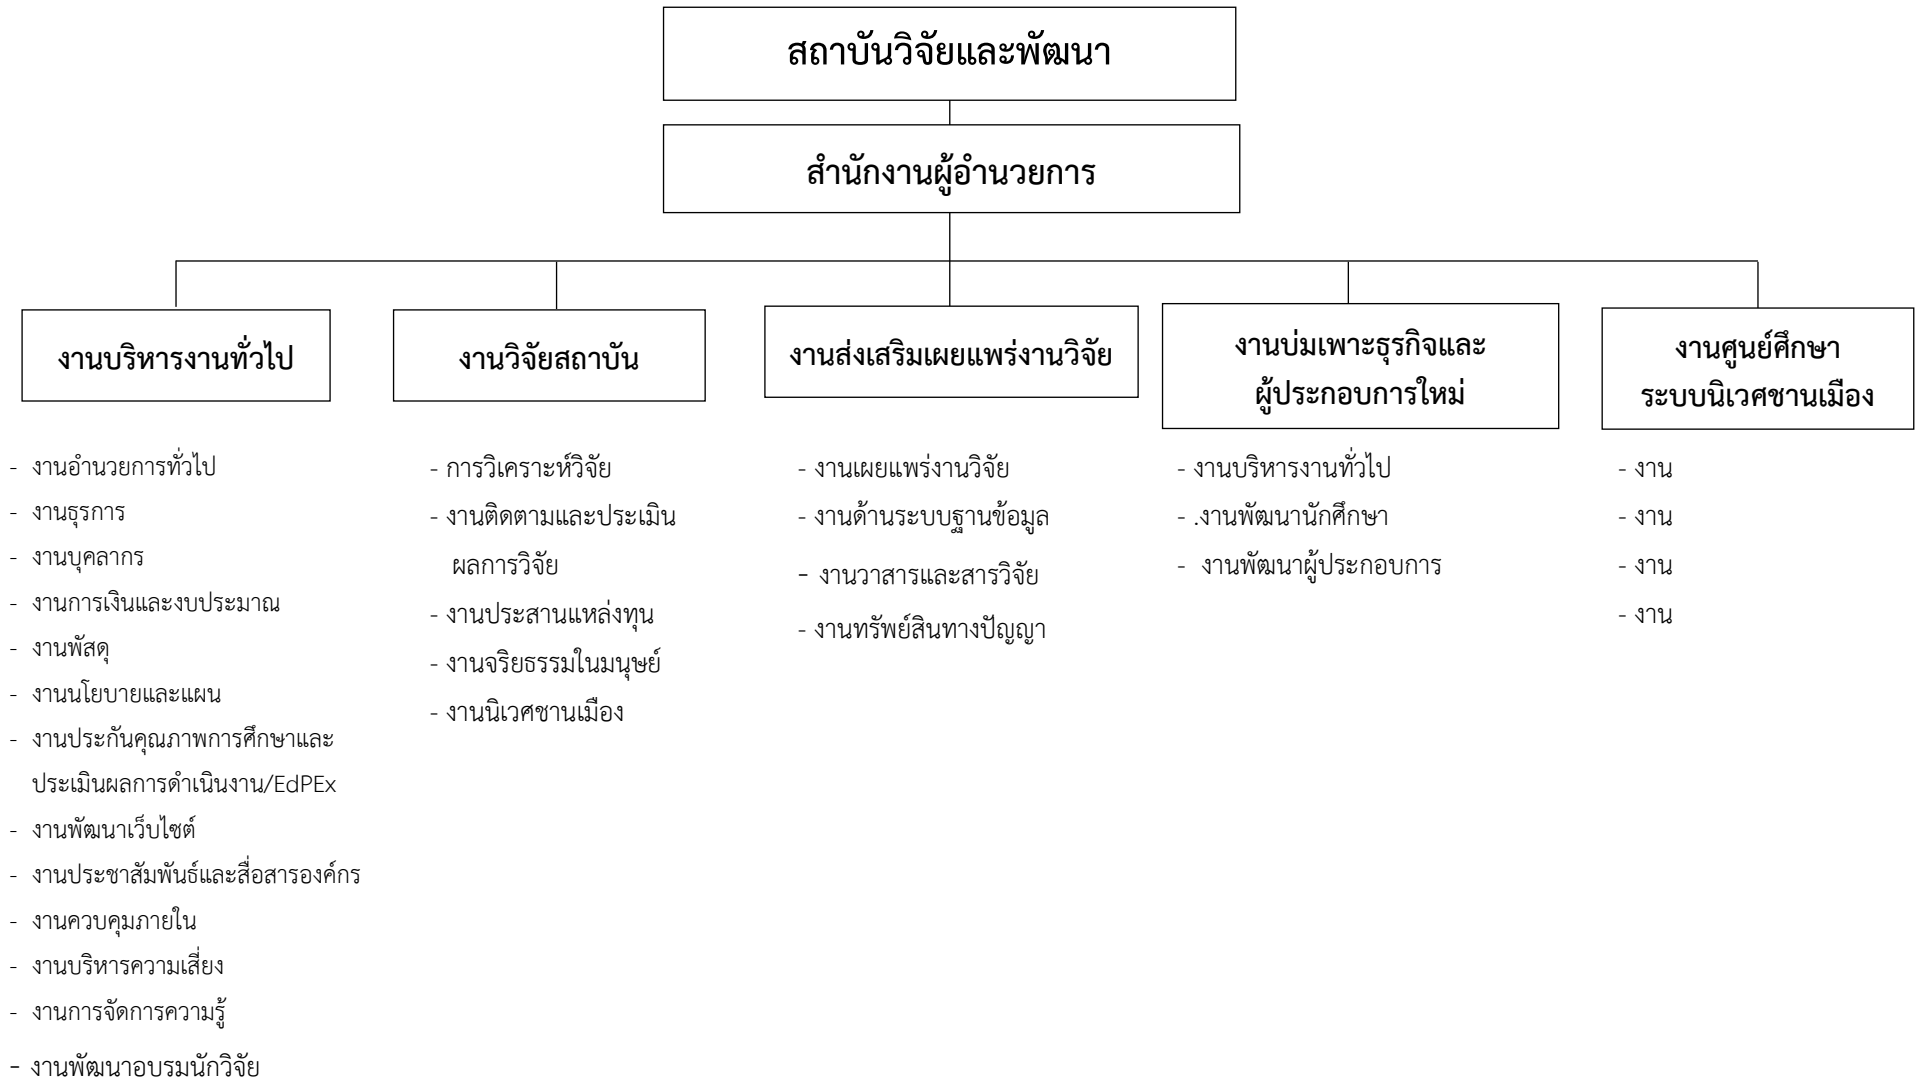 สถาบันวิจัยและพัฒนา
สำนักงานผู้อำนวยการ
งานบริหารงานทั่วไป
- งานอำนวยการทั่วไป
- งานธุรการ
- งานบุคลากร
- งานการเงินและงบประมาณ
- งานพัสดุ
- งานนโยบายและแผน
- งานประกันคุณภาพการศึกษาและ
ประเมินผลการดำเนินงาน/EdPEx
- งานพัฒนาเว็บไซต์
- งานประชาสัมพันธ์และสื่อสารองค์กร
- งานควบคุมภายใน
- งานบริหารความเสี่ยง
- งานการจัดการความรู้
- งานพัฒนาอบรมนักวิจัย
งานวิจัยสถาบัน
- การวิเคราะห์วิจัย
- งานติดตามและประเมิน
ผลการวิจัย
- งานประสานแหล่งทุน
- งานจริยธรรมในมนุษย์
- งานนิเวศชานเมือง
งานส่งเสริมเผยแพร่งานวิจัย
- งานเผยแพร่งานวิจัย
- งานด้านระบบฐานข้อมูล
- งานวาสารและสารวิจัย
- งานทรัพย์สินทางปัญญา
งานบ่มเพาะธุรกิจและ
ผู้ประกอบการใหม่
- งานบริหารงานทั่วไป
- .งานพัฒนานักศึกษา
- งานพัฒนาผู้ประกอบการ
งานศูนย์ศึกษา
ระบบนิเวศชานเมือง
- งาน
- งาน
- งาน
- งาน